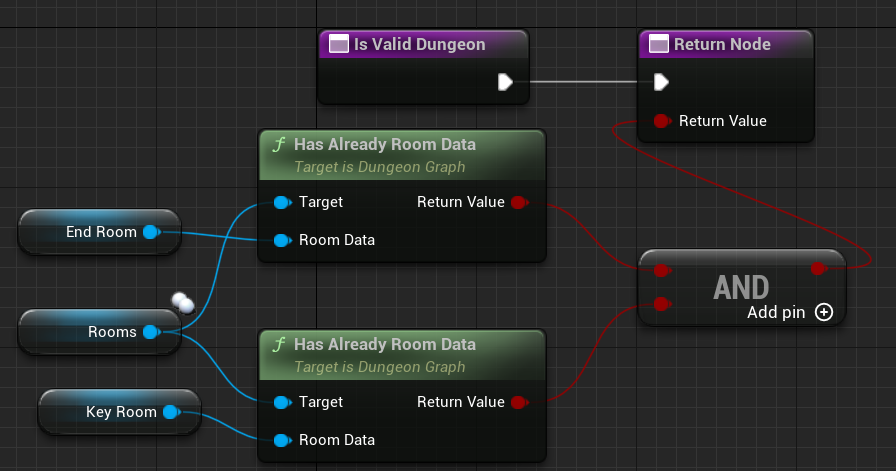 Is Valid Dungeon
Return Node
Return Value
f Has Already Room Data
Target is Dungeon Graph
Target
Return Value
Room Data
End Room
AND
Add pin
Rooms
f Has Already Room Data
Target is Dungeon Graph
Target
Return Value
Room Data
Key Room